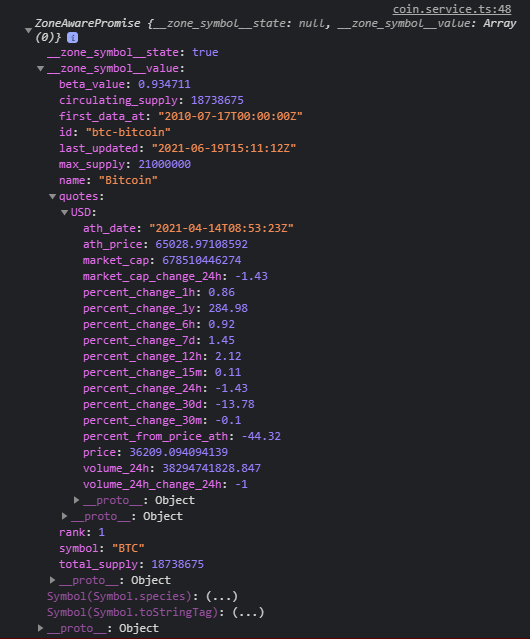 coin.service.ts:48
ZoneAwarePromise {__zone_symbol__state: null, __zone_symbol__value: Array
(0)} i
__zone_symbol__state: true
__zone_symbol__value:
beta_value: 0.934711
circulating_supply: 18738675
first_data_at: "2010-07-17T00:00:00Z"
id: "btc-bitcoin"
last_updated: "2021-06-19T15:11:12Z"
max_supply: 21000000
name: "Bitcoin"
quotes:
USD:
ath_date: "2021-04-14T08:53:23Z"
ath_price: 65028.97108592
market_cap: 678510446274
market_cap_change_24h: -1.43
percent_change_1h: 0.86
percent_change_1y: 284.98
percent_change_6h: 0.92
percent_change_7d: 1.45
percent_change_12h: 2.12
percent_change_15m: 0.11
percent_change_24h: -1.43
percent_change_30d: -13.78
percent_change_30m: -0.1
percent_from_price_ath: -44.32
price: 36209.094094139
volume_24h: 38294741828.847
volume_24h_change_24h: -1
__proto__: Object
__proto__: Object
rank: 1
symbol: "BTC"
total_supply: 18738675
__proto__: Object
Symbol(Symbol.species): (...)
Symbol(Symbol.toStringTag): (...)
__proto__: Object